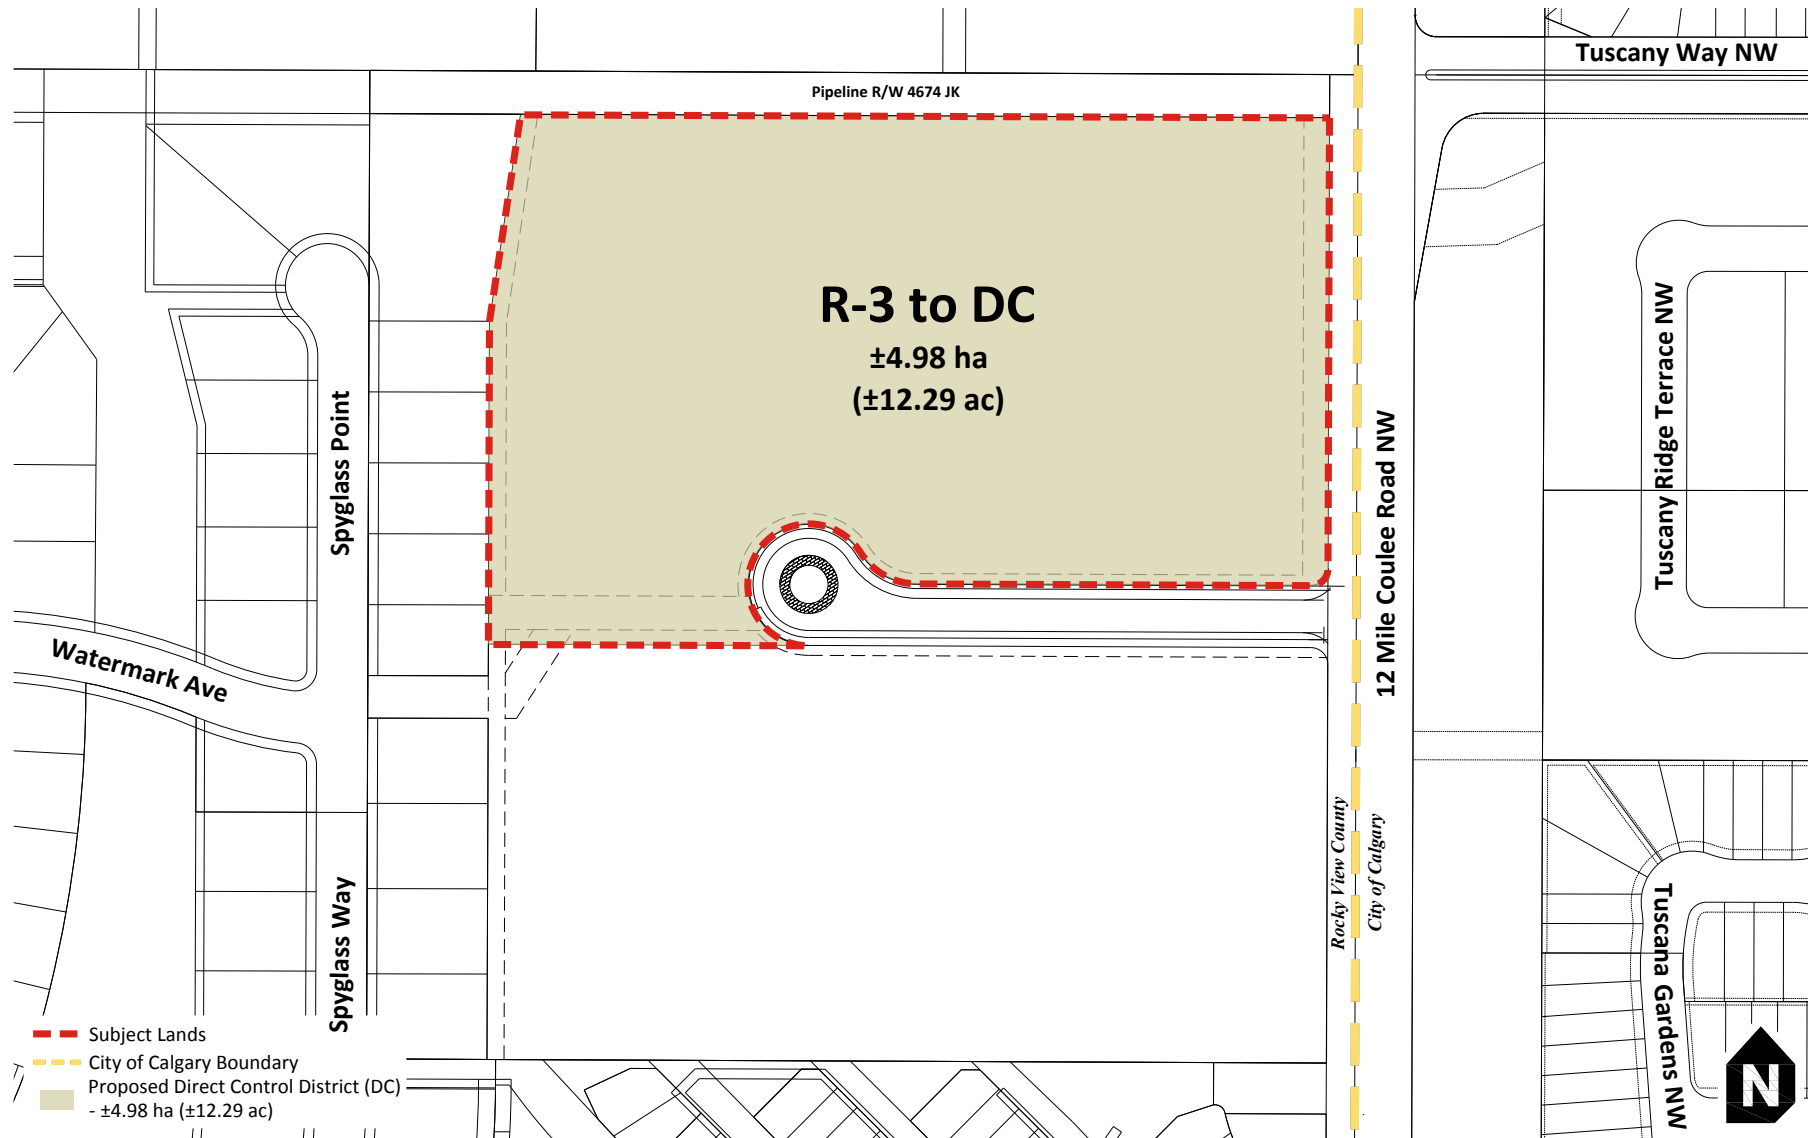 Tuscany Way NW
Pipeline R/W 4674 JK
R-3 to DC
±4.98 ha
(±12.29 ac)
Spyglass Point
Watermark Ave
Spyglass Way
12 Mile Coulee Road NW
Tuscany Ridge Terrace NW
Rocky View County
City of Calgary
Tuscana Gardens NW
Subject Lands
City of Calgary Boundary
Proposed Direct Control District (DC)
- ±4.98 ha (±12.29 ac)
N